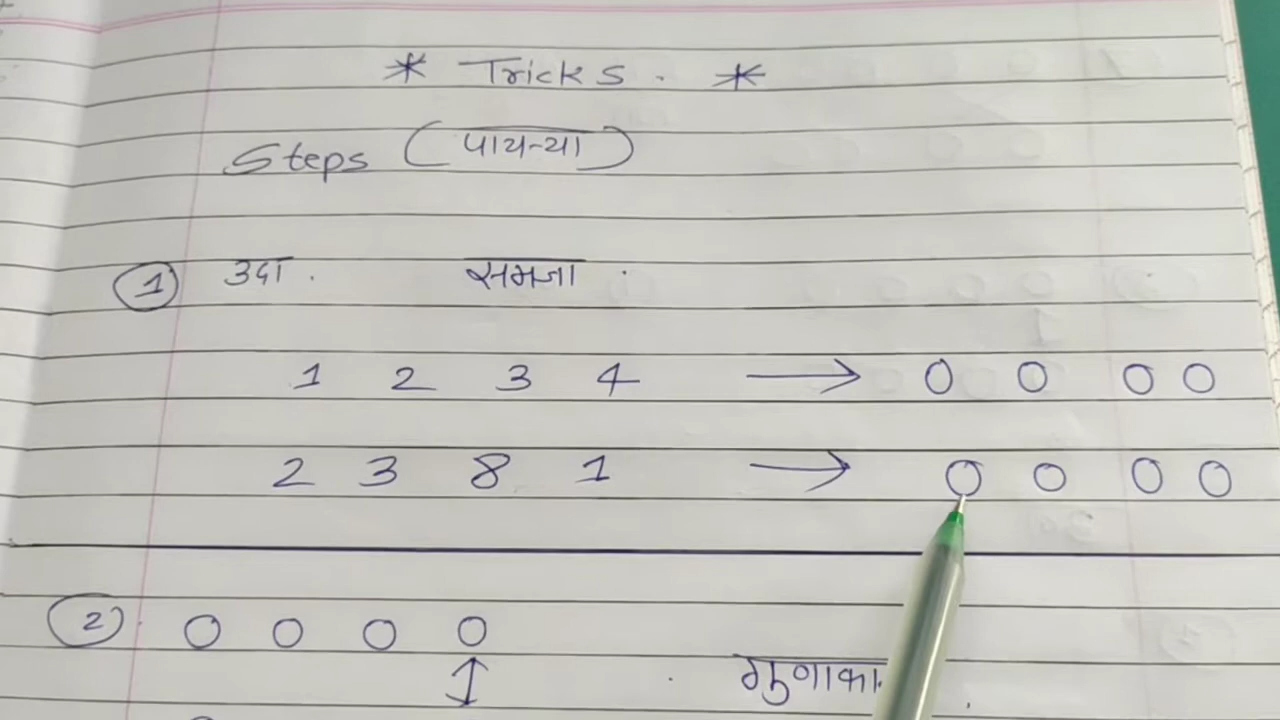 * Tricks. *
Steps (पायऱ्या)
1 उदा. समजा.
1 2 3 4 → 0 0 0 0
2 3 8 1 → 0 0 0 0
2 0 0 0 0
↕ गुणाका